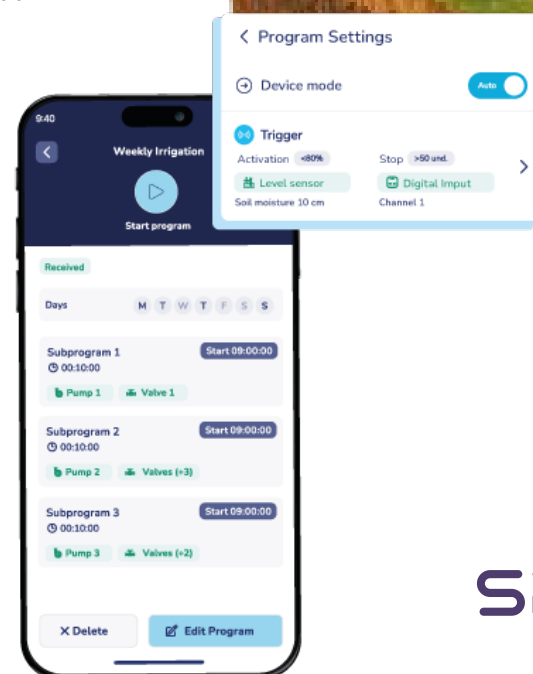 Program Settings
Device mode
Auto
Trigger
Activation <80%
Stop >50 und.
Level sensor
Digital Imput
Soil moisture 10 cm
Channel 1
9:40
Weekly Irrigation
Start program
Received
Days M T W T F S S
Subprogram 1
Start 09:00:00
00:10:00
Pump 1
Valve 1
Subprogram 2
Start 09:00:00
00:10:00
Pump 2
Valves (+3)
Subprogram 3
Start 09:00:00
00:10:00
Pump 3
Valves (+2)
Delete
Edit Program